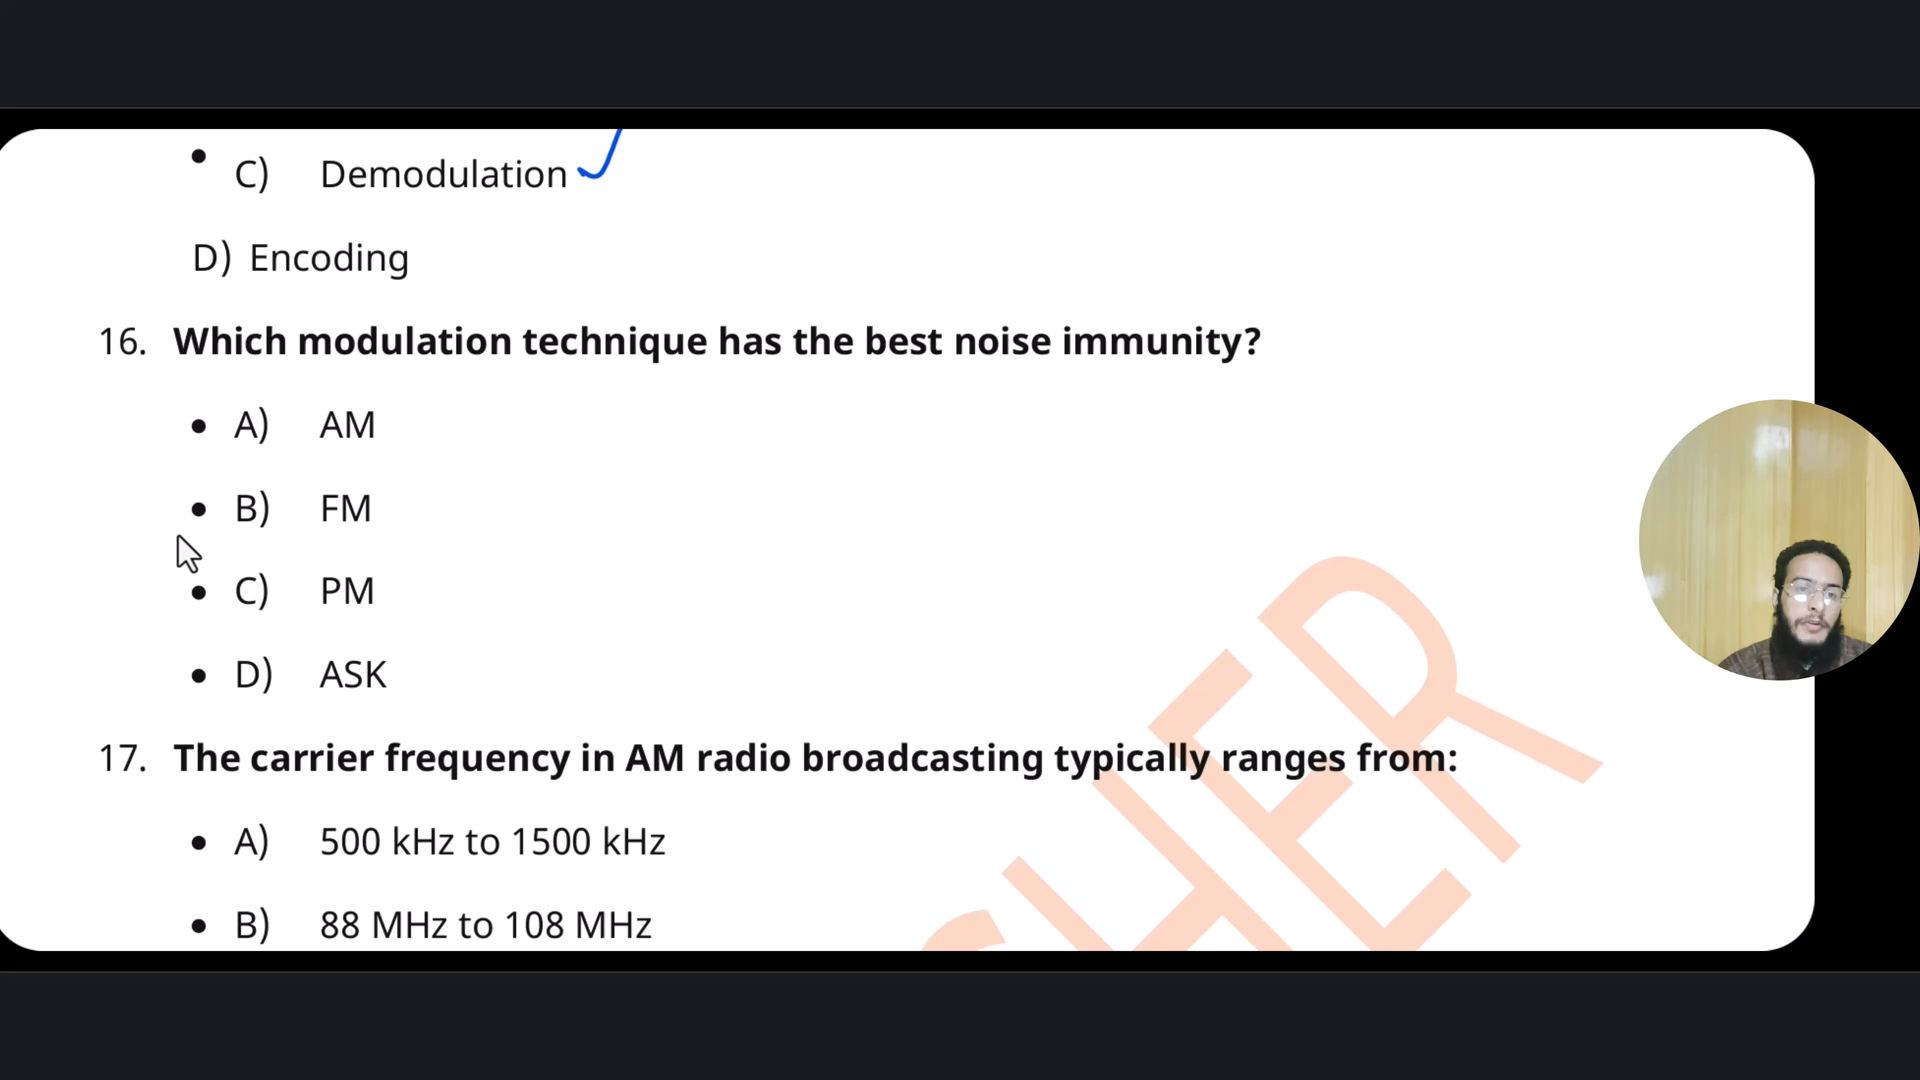 C) Demodulation
D) Encoding
16. Which modulation technique has the best noise immunity?
A) AM
B) FM
C) PM
D) ASK
17. The carrier frequency in AM radio broadcasting typically ranges from:
A) 500 kHz to 1500 kHz
B) 88 MHz to 108 MHz
SHER